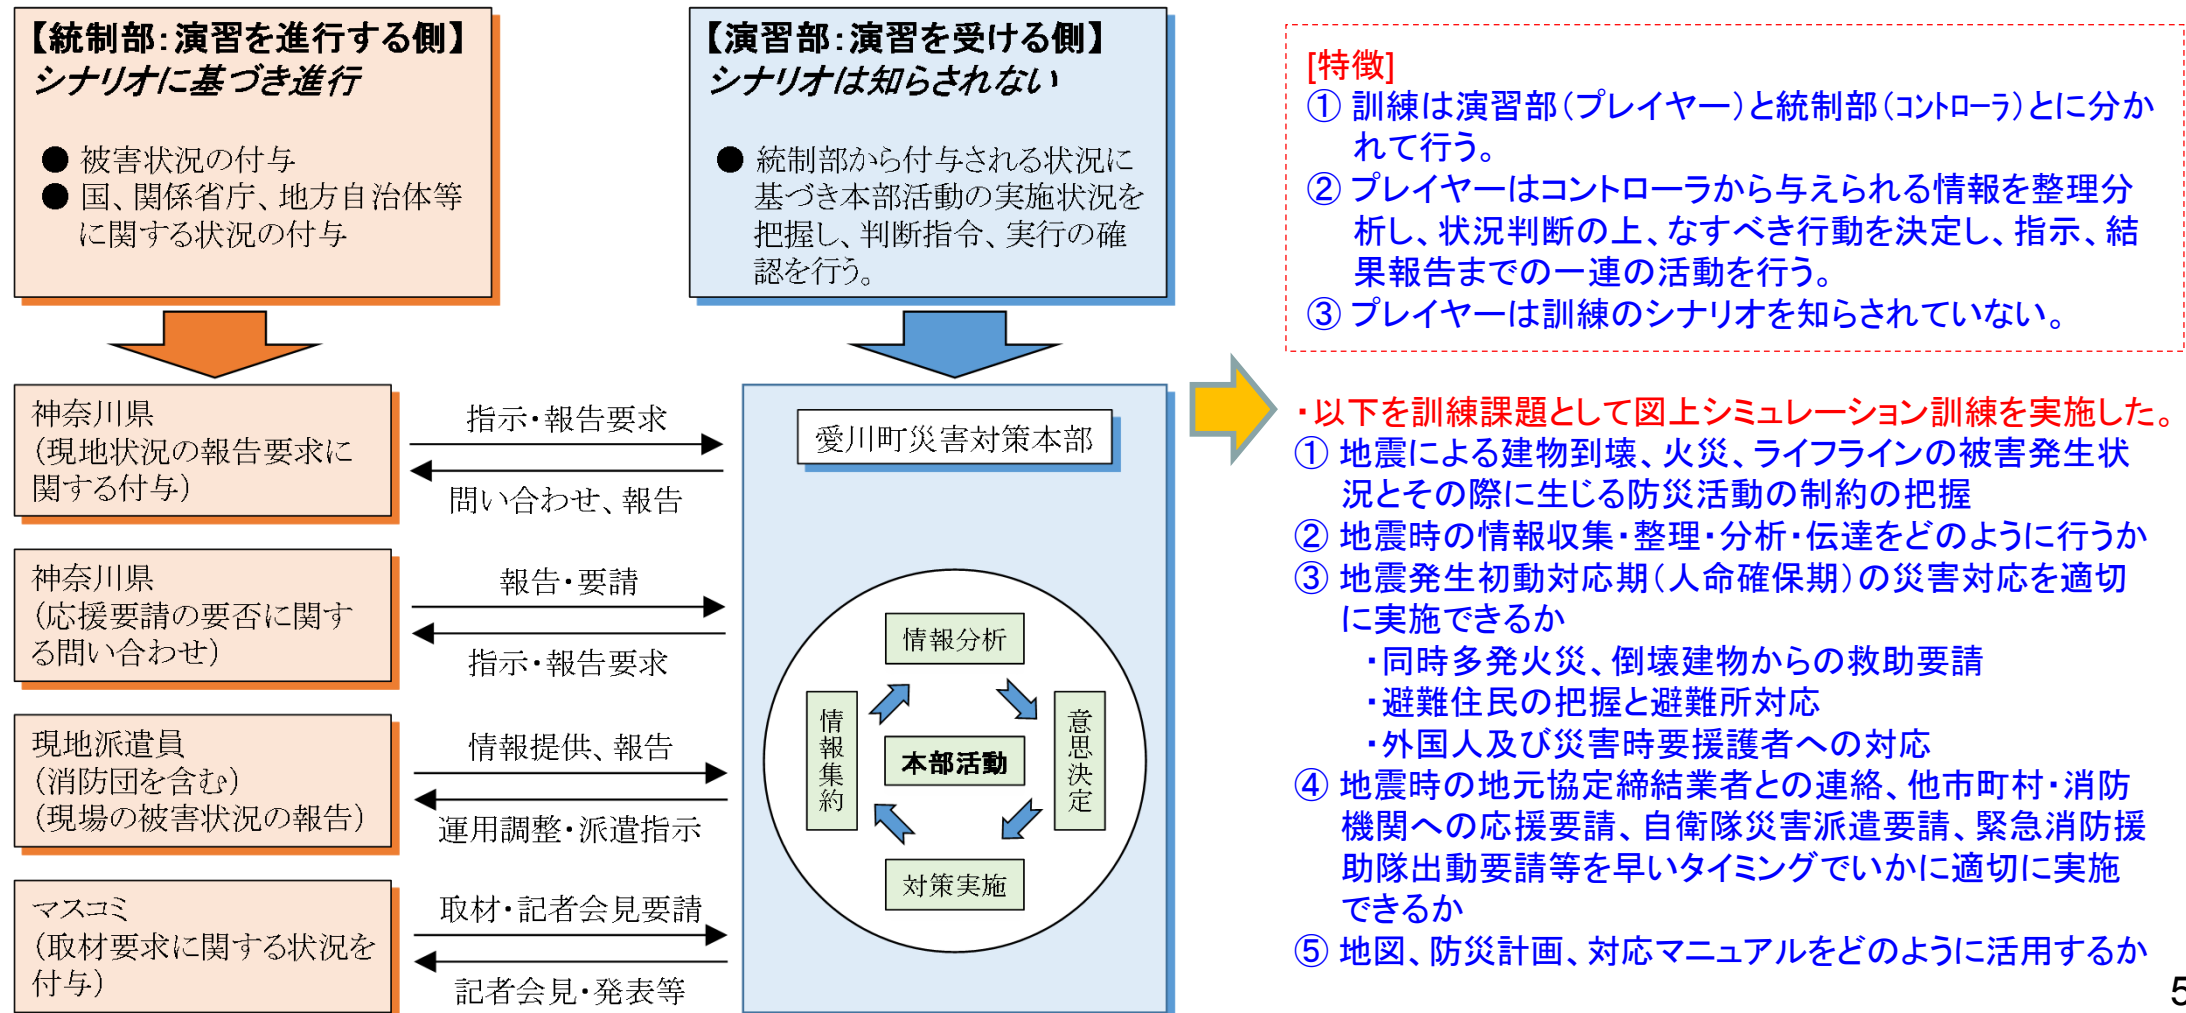 【統制部:演習を進行する側】
シナリオに基づき進行
● 被害状況の付与
● 国、関係省庁、地方自治体等
に関する状況の付与
【演習部:演習を受ける側】
シナリオは知らされない
● 統制部から付与される状況に
基づき本部活動の実施状況を
把握し、判断指令、実行の確
認を行う。
神奈川県
(現地状況の報告要求に
関する付与)
指示・報告要求
問い合わせ、報告
神奈川県
(応援要請の要否に関す
る問い合わせ)
報告・要請
指示・報告要求
現地派遣員
(消防団を含む)
(現場の被害状況の報告)
情報提供、報告
運用調整・派遣指示
マスコミ
(取材要求に関する状況を
付与)
取材・記者会見要請
記者会見・発表等
愛川町災害対策本部
情報分析
情報集約
本部活動
意思決定
対策実施
[特徴]
① 訓練は演習部(プレイヤー)と統制部(コントローラ)とに分か
れて行う。
② プレイヤーはコントローラから与えられる情報を整理分
析し、状況判断の上、なすべき行動を決定し、指示、結
果報告までの一連の活動を行う。
③ プレイヤーは訓練のシナリオを知らされていない。
・以下を訓練課題として図上シミュレーション訓練を実施した。
① 地震による建物到壊、火災、ライフラインの被害発生状
況とその際に生じる防災活動の制約の把握
② 地震時の情報収集・整理・分析・伝達をどのように行うか
③ 地震発生初動対応期(人命確保期)の災害対応を適切
に実施できるか
・同時多発火災、倒壊建物からの救助要請
・避難住民の把握と避難所対応
・外国人及び災害時要援護者への対応
④ 地震時の地元協定締結業者との連絡、他市町村・消防
機関への応援要請、自衛隊災害派遣要請、緊急消防援
助隊出動要請等を早いタイミングでいかに適切に実施
できるか
⑤ 地図、防災計画、対応マニュアルをどのように活用するか
5